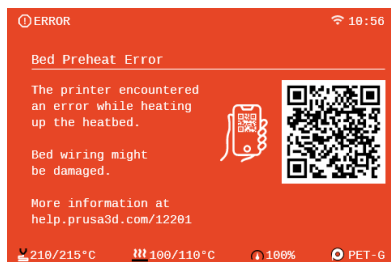 ERROR
10:56
Bed Preheat Error
The printer encountered
an error while heating
up the heatbed.
Bed wiring might
be damaged.
More information at
help.prusa3d.com/12201
210/215°C
100/110°C
100%
PET-G